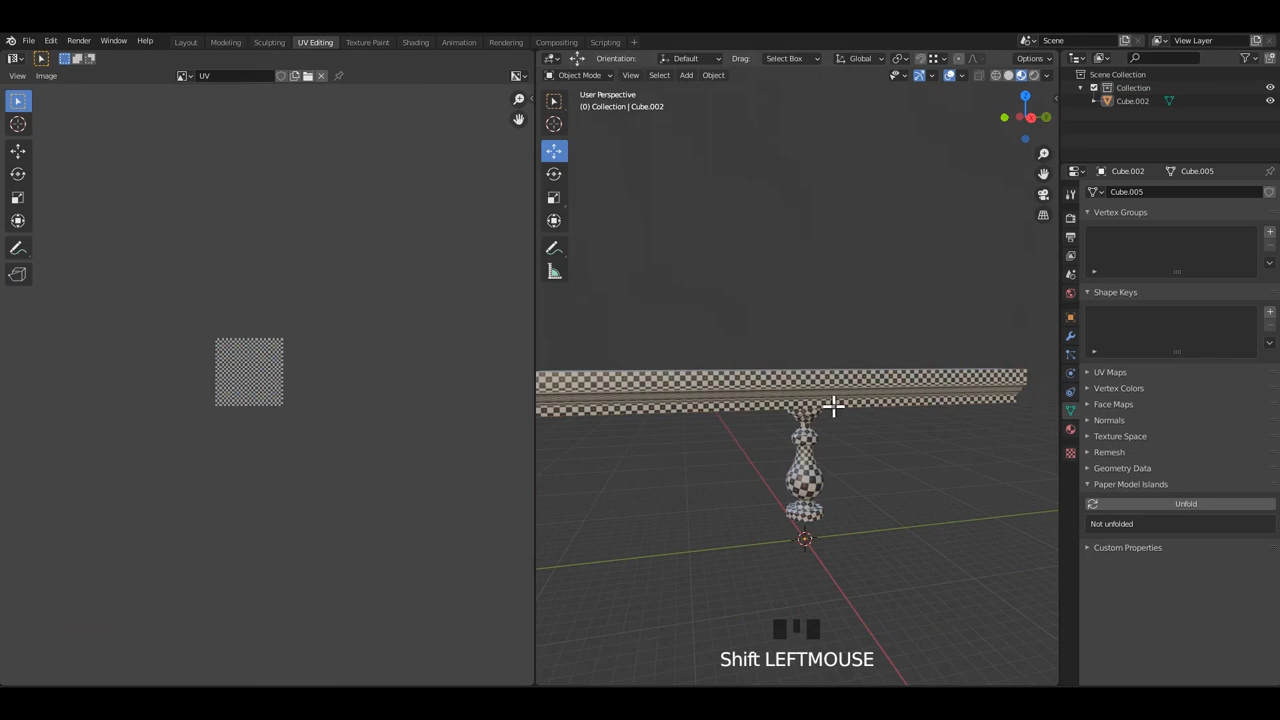 File Edit Render Window Help Layout Modeling Sculpting UV Editing Texture Paint Shading Animation Rendering Compositing Scripting + Scene View Layer
Orientation: Default Drag: Select Box Global Options
View Image UV
Object Mode View Select Add Object
User Perspective
(0) Collection | Cube.002
Scene Collection
Collection
Cube.002
Cube.002 Cube.005
Cube.005
Vertex Groups
Shape Keys
UV Maps
Vertex Colors
Face Maps
Normals
Texture Space
Remesh
Geometry Data
Paper Model Islands
Unfold
Not unfolded
Custom Properties
Shift LEFTMOUSE